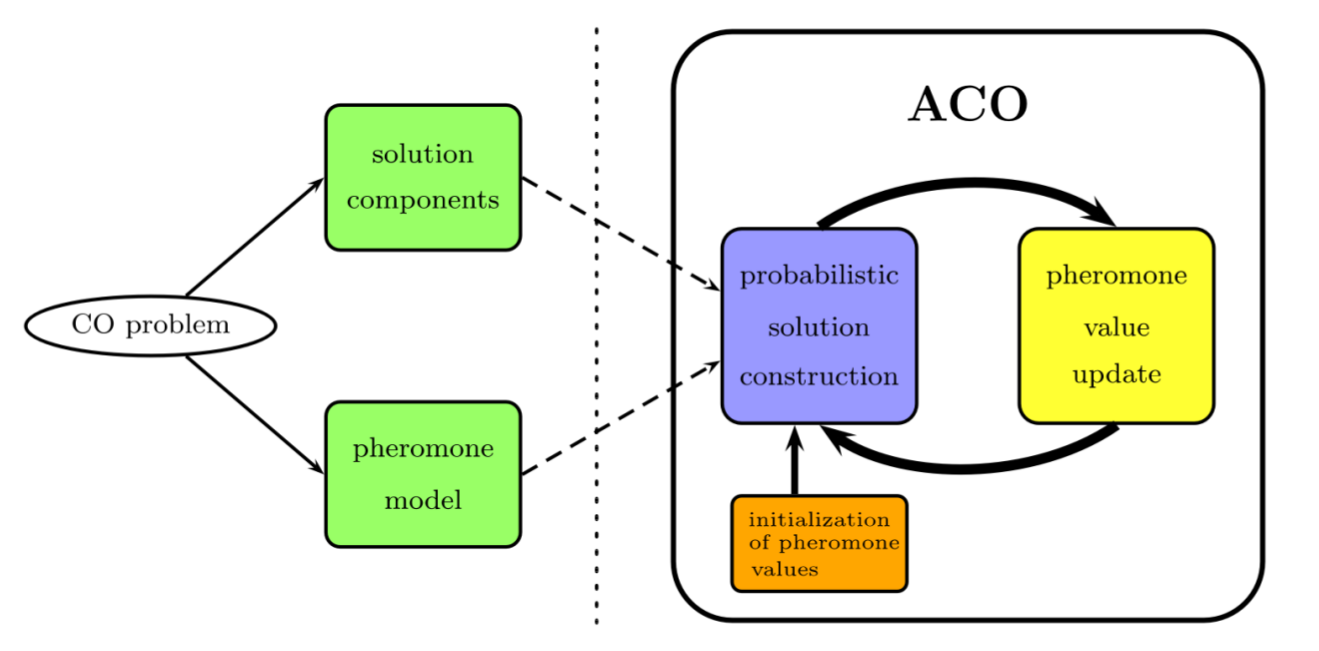 ACO
solution
components
CO problem
pheromone
model
probabilistic
solution
construction
pheromone
value
update
initialization
of pheromone
values